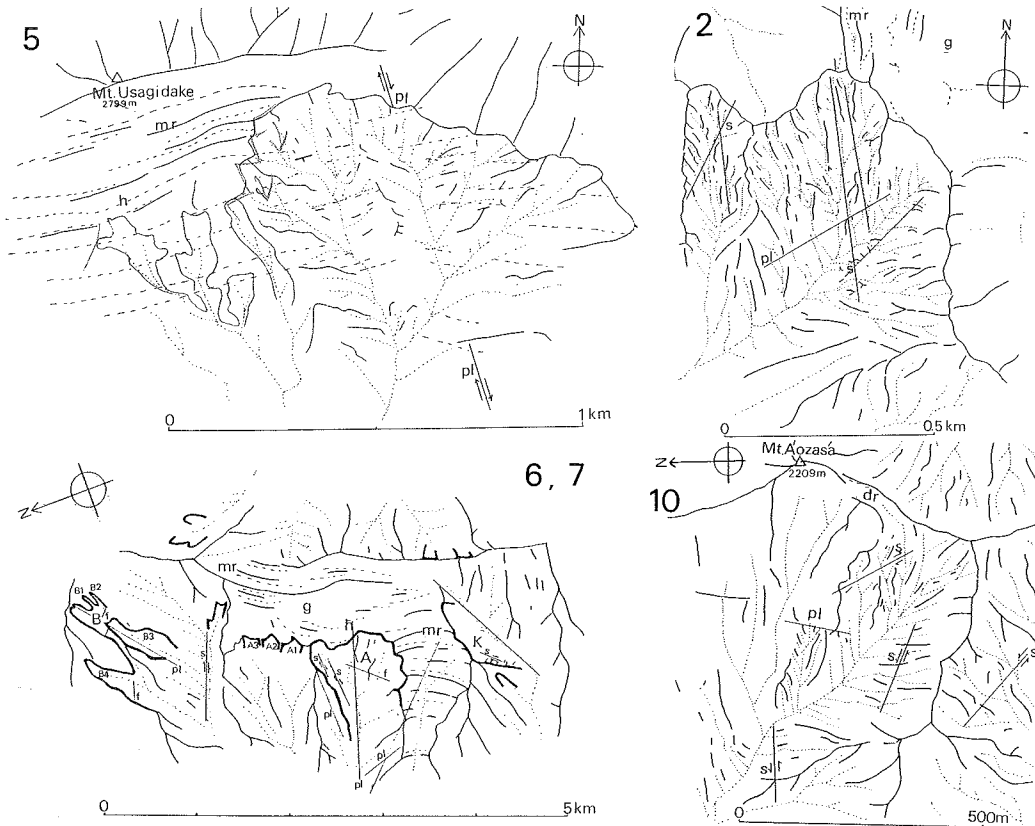 5
N
Mt. Usagidake
2799m
pl
mr
h
pl
0 1km
2
mr
g
N
s
pl
s
0 0.5km
N
6, 7
mr
g
h
B1 B2
B
B3
B4
pl
f
s
A3 A2 A1
A
f
s
s
pl
pl
pl
mr
K
s
0 5km
N
Mt. Aozasa
2209m
10
dr
s
pl
s
s
s
0 500m